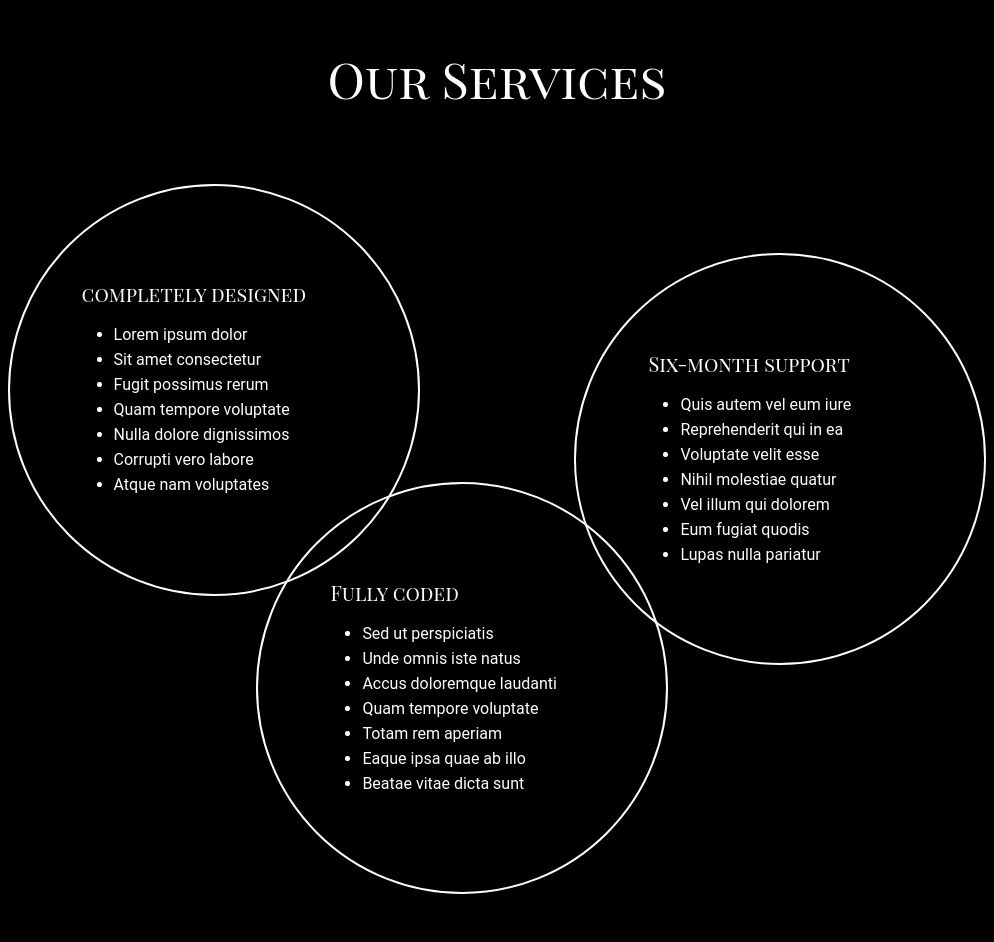 Our Services
completely designed
Lorem ipsum dolor
Sit amet consectetur
Fugit possimus rerum
Quam tempore voluptate
Nulla dolore dignissimos
Corrupti vero labore
Atque nam voluptates
Six-month support
Quis autem vel eum iure
Reprehenderit qui in ea
Voluptate velit esse
Nihil molestiae quatur
Vel illum qui dolorem
Eum fugiat quodis
Lupas nulla pariatur
Fully coded
Sed ut perspiciatis
Unde omnis iste natus
Accus doloremque laudanti
Quam tempore voluptate
Totam rem aperiam
Eaque ipsa quae ab illo
Beatae vitae dicta sunt